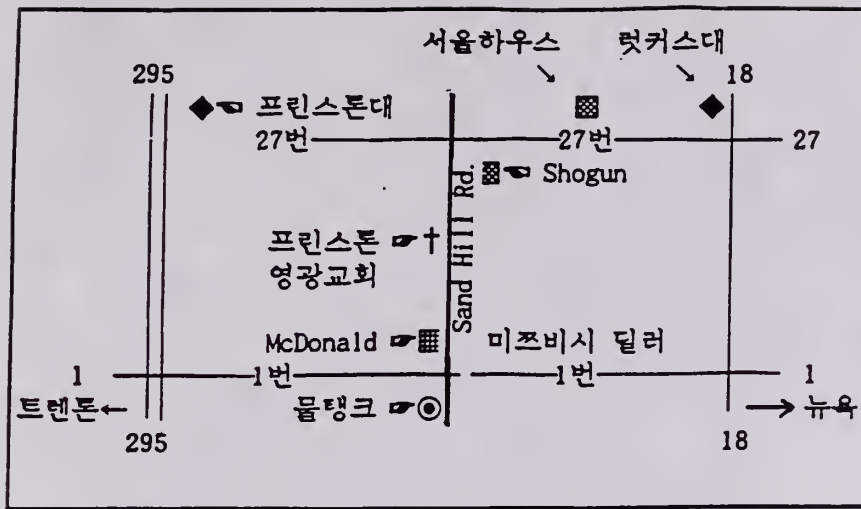 서울하우스 럿커스대
295 18
프린스톤대
27번 27번 27
Shogun
Sand Hill Rd.
프린스톤
영광교회
McDonald 미쯔비시 딜러
1 1번 1번 1
트렌톤← 물탱크 → 뉴욕
295 18